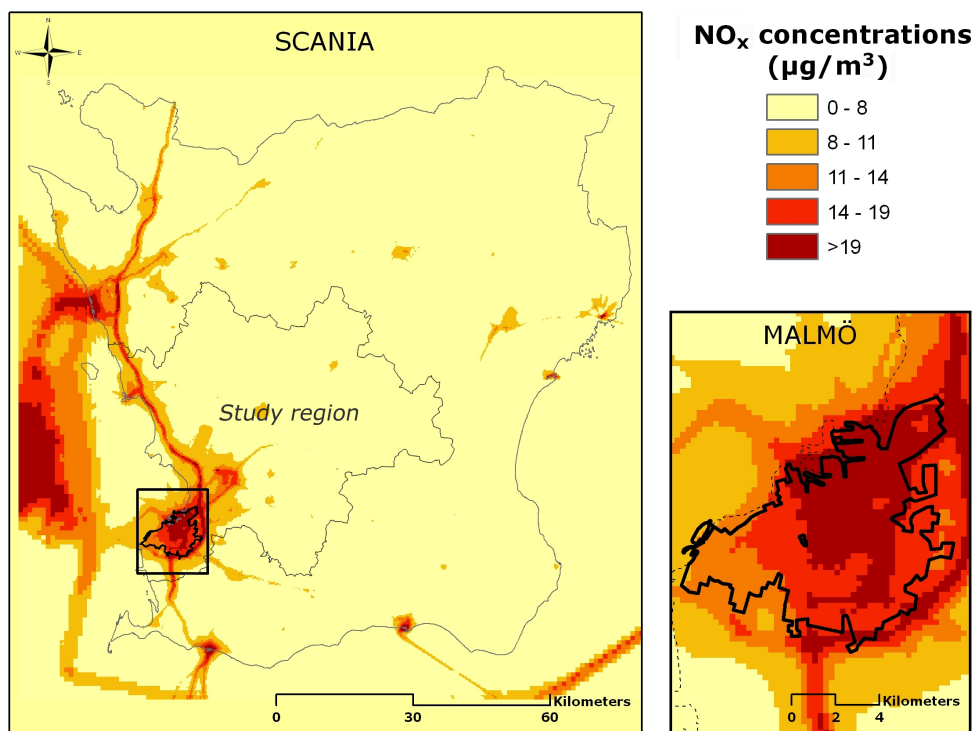 N
W E
S
SCANIA
Study region
Kilometers
0 30 60
NOx concentrations
(µg/m³)
0 - 8
8 - 11
11 - 14
14 - 19
>19
MALMÖ
Kilometers
0 2 4